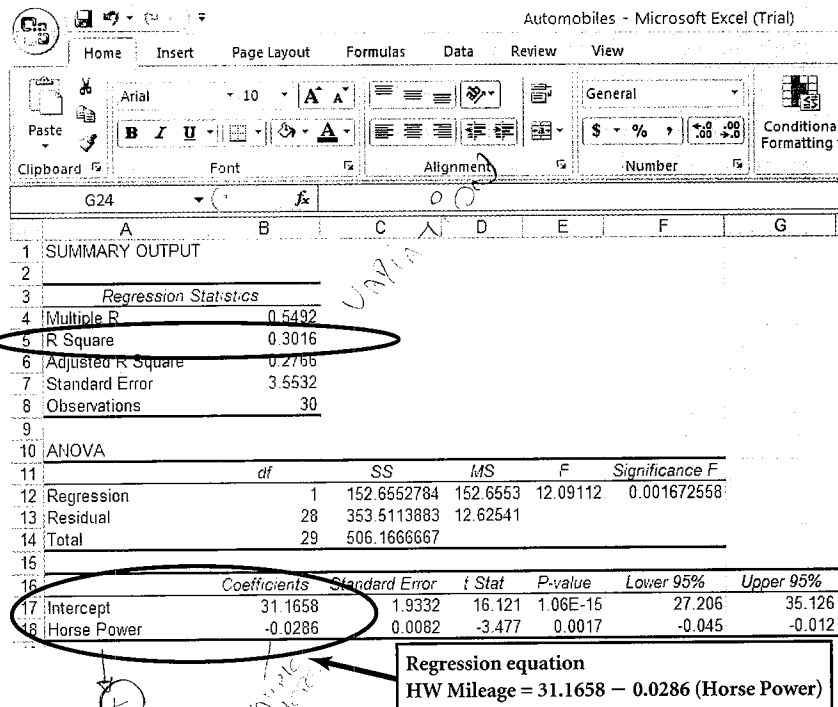 Automobiles - Microsoft Excel (Trial)
Home Insert Page Layout Formulas Data Review View
Arial 10 A A General
Paste B I U A $ % , .0 .00 .00 .0 Conditiona
Formatting
Clipboard Font Alignment Number
G24 fx
A B C D E F G
1 SUMMARY OUTPUT
2
3 Regression Statistics
4 Multiple R 0.5492
5 R Square 0.3016
6 Adjusted R Square 0.2766
7 Standard Error 3.5532
8 Observations 30
9
10 ANOVA
11 df SS MS F Significance F
12 Regression 1 152.6552784 152.6553 12.09112 0.001672558
13 Residual 28 353.5113883 12.62541
14 Total 29 506.1666667
15
16 Coefficients Standard Error t Stat P-value Lower 95% Upper 95%
17 Intercept 31.1658 1.9332 16.121 1.06E-15 27.206 35.126
18 Horse Power -0.0286 0.0082 -3.477 0.0017 -0.045 -0.012
Regression equation
HW Mileage = 31.1658 − 0.0286 (Horse Power)